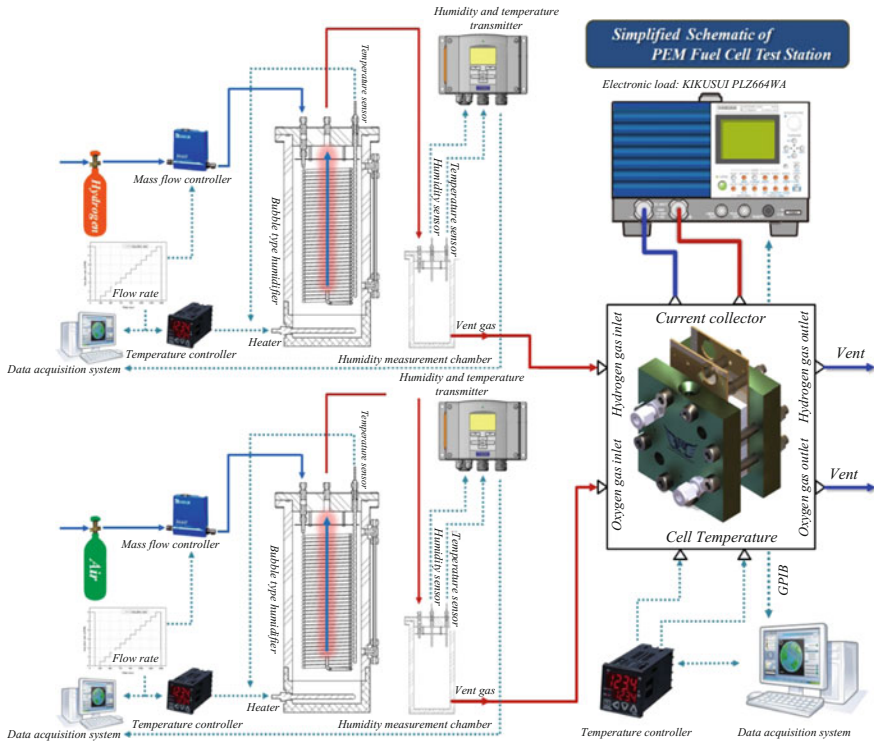 Humidity and temperature
transmitter
Simplified Schematic of
PEM Fuel Cell Test Station
Electronic load: KIKUSUI PLZ664WA
Temperature sensor
Hydrogen
Mass flow controller
Bubble type humidifier
Humidity sensor
Temperature sensor
Flow rate
Heater
Vent gas
Data acquisition system
Temperature controller
Humidity measurement chamber
Current collector
Hydrogen gas inlet
Hydrogen gas outlet
Vent
Oxygen gas inlet
Oxygen gas outlet
Vent
Cell Temperature
GPIB
Humidity and temperature
transmitter
Temperature sensor
Air
Mass flow controller
Bubble type humidifier
Humidity sensor
Temperature sensor
Flow rate
Heater
Vent gas
Data acquisition system
Temperature controller
Humidity measurement chamber
1234
Temperature controller
Data acquisition system